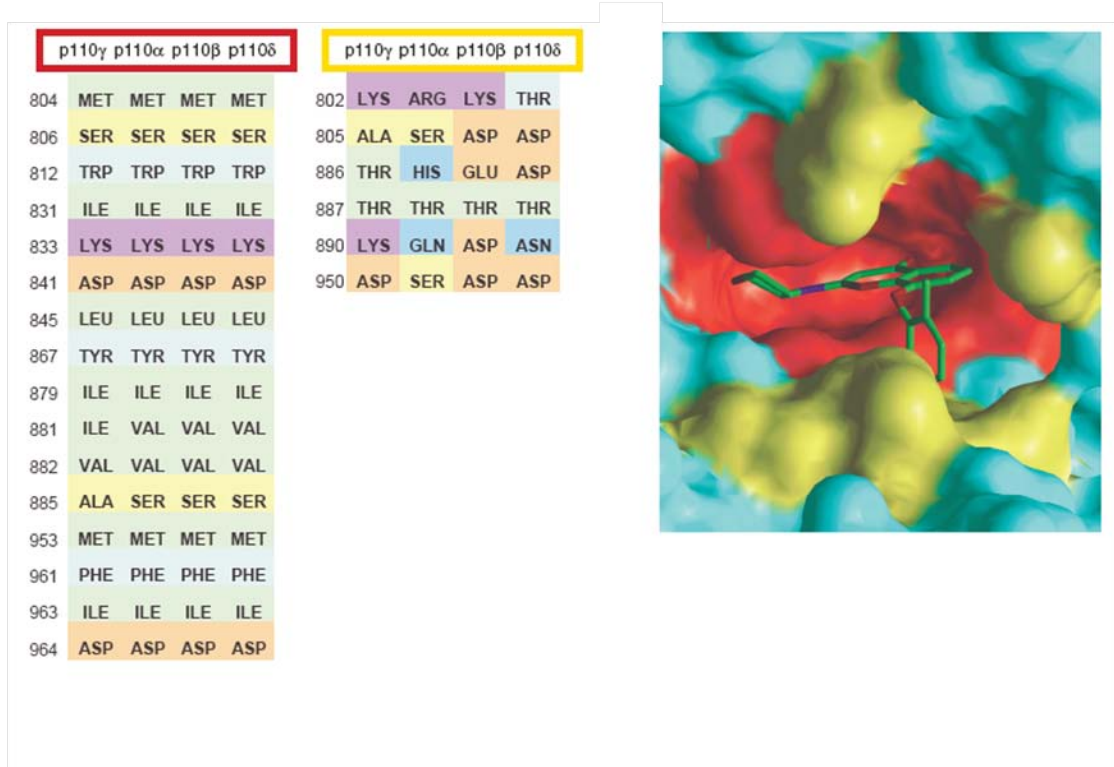 p110γ p110α p110β p110δ
804 MET MET MET MET
806 SER SER SER SER
812 TRP TRP TRP TRP
831 ILE ILE ILE ILE
833 LYS LYS LYS LYS
841 ASP ASP ASP ASP
845 LEU LEU LEU LEU
867 TYR TYR TYR TYR
879 ILE ILE ILE ILE
881 ILE VAL VAL VAL
882 VAL VAL VAL VAL
885 ALA SER SER SER
953 MET MET MET MET
961 PHE PHE PHE PHE
963 ILE ILE ILE ILE
964 ASP ASP ASP ASP
p110γ p110α p110β p110δ
802 LYS ARG LYS THR
805 ALA SER ASP ASP
886 THR HIS GLU ASP
887 THR THR THR THR
890 LYS GLN ASP ASN
950 ASP SER ASP ASP